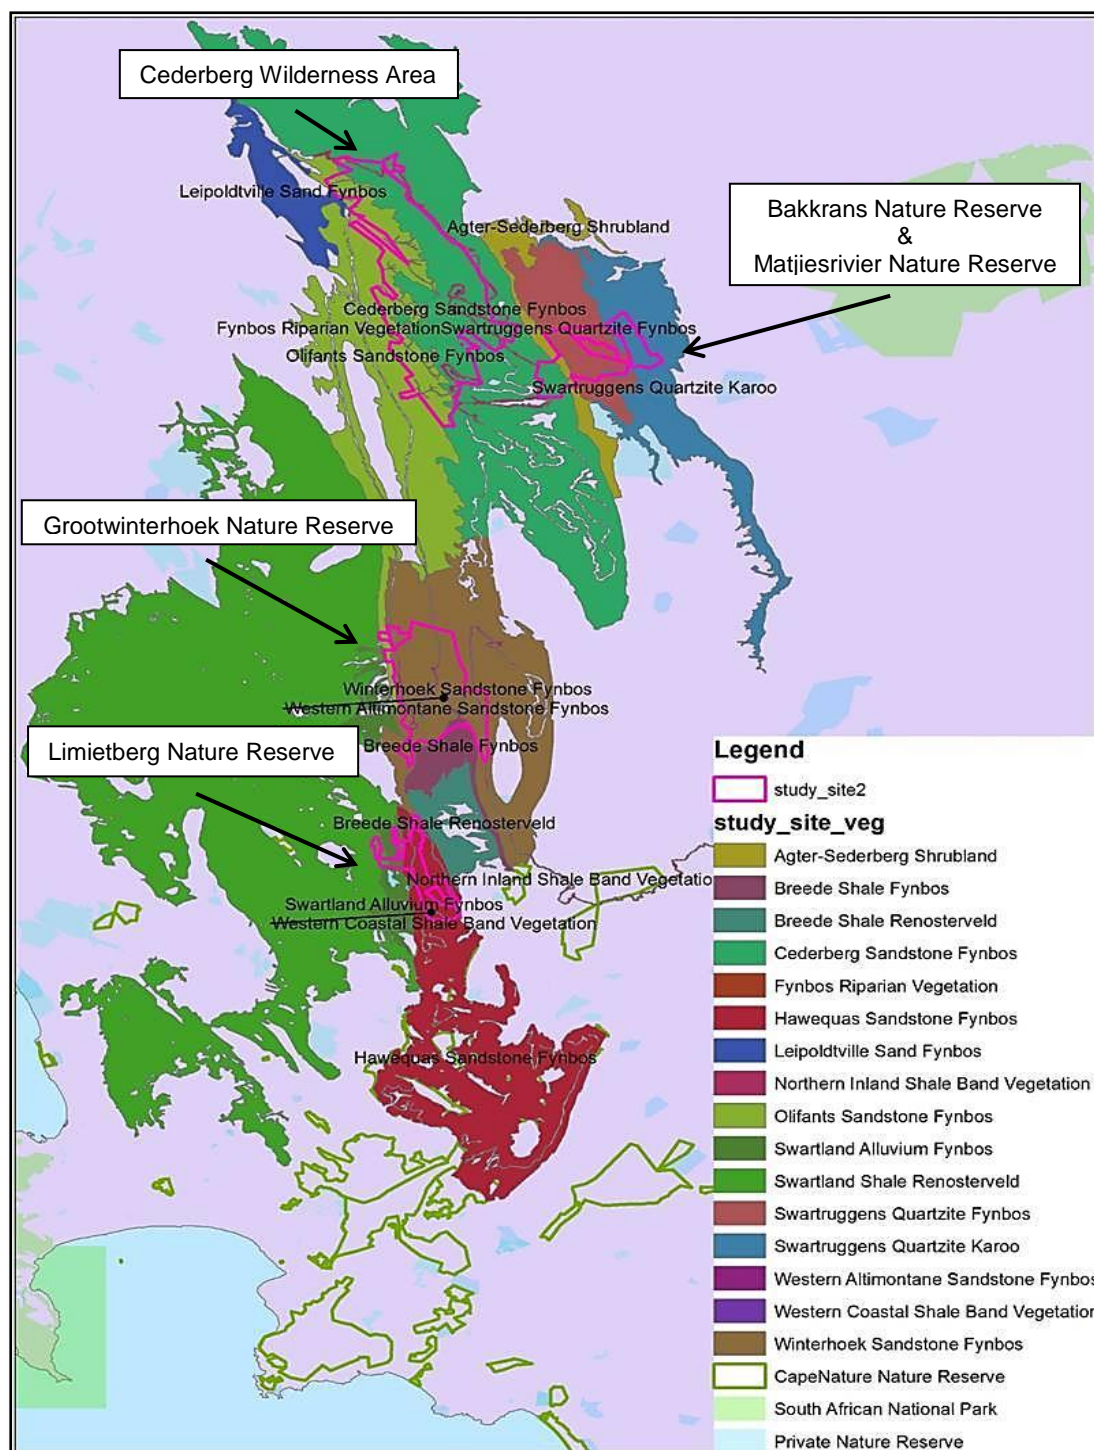 Cederberg Wilderness Area
Leipoldtville Sand Fynbos
Bakkrans Nature Reserve
&
Matjiesrivier Nature Reserve
Agter-Sederberg Shrubland
Cederberg Sandstone Fynbos
Fynbos Riparian Vegetation
Swartruggens Quartzite Fynbos
Olifants Sandstone Fynbos
Swartruggens Quartzite Karoo
Grootwinterhoek Nature Reserve
Winterhoek Sandstone Fynbos
Western Altimontane Sandstone Fynbos
Limietberg Nature Reserve
Breede Shale Fynbos
Breede Shale Renosterveld
Northern Inland Shale Band Vegetation
Swartland Alluvium Fynbos
Western Coastal Shale Band Vegetation
Hawequas Sandstone Fynbos
Legend
study_site2
study_site_veg
Agter-Sederberg Shrubland
Breede Shale Fynbos
Breede Shale Renosterveld
Cederberg Sandstone Fynbos
Fynbos Riparian Vegetation
Hawequas Sandstone Fynbos
Leipoldtville Sand Fynbos
Northern Inland Shale Band Vegetation
Olifants Sandstone Fynbos
Swartland Alluvium Fynbos
Swartland Shale Renosterveld
Swartruggens Quartzite Fynbos
Swartruggens Quartzite Karoo
Western Altimontane Sandstone Fynbos
Western Coastal Shale Band Vegetation
Winterhoek Sandstone Fynbos
CapeNature Nature Reserve
South African National Park
Private Nature Reserve